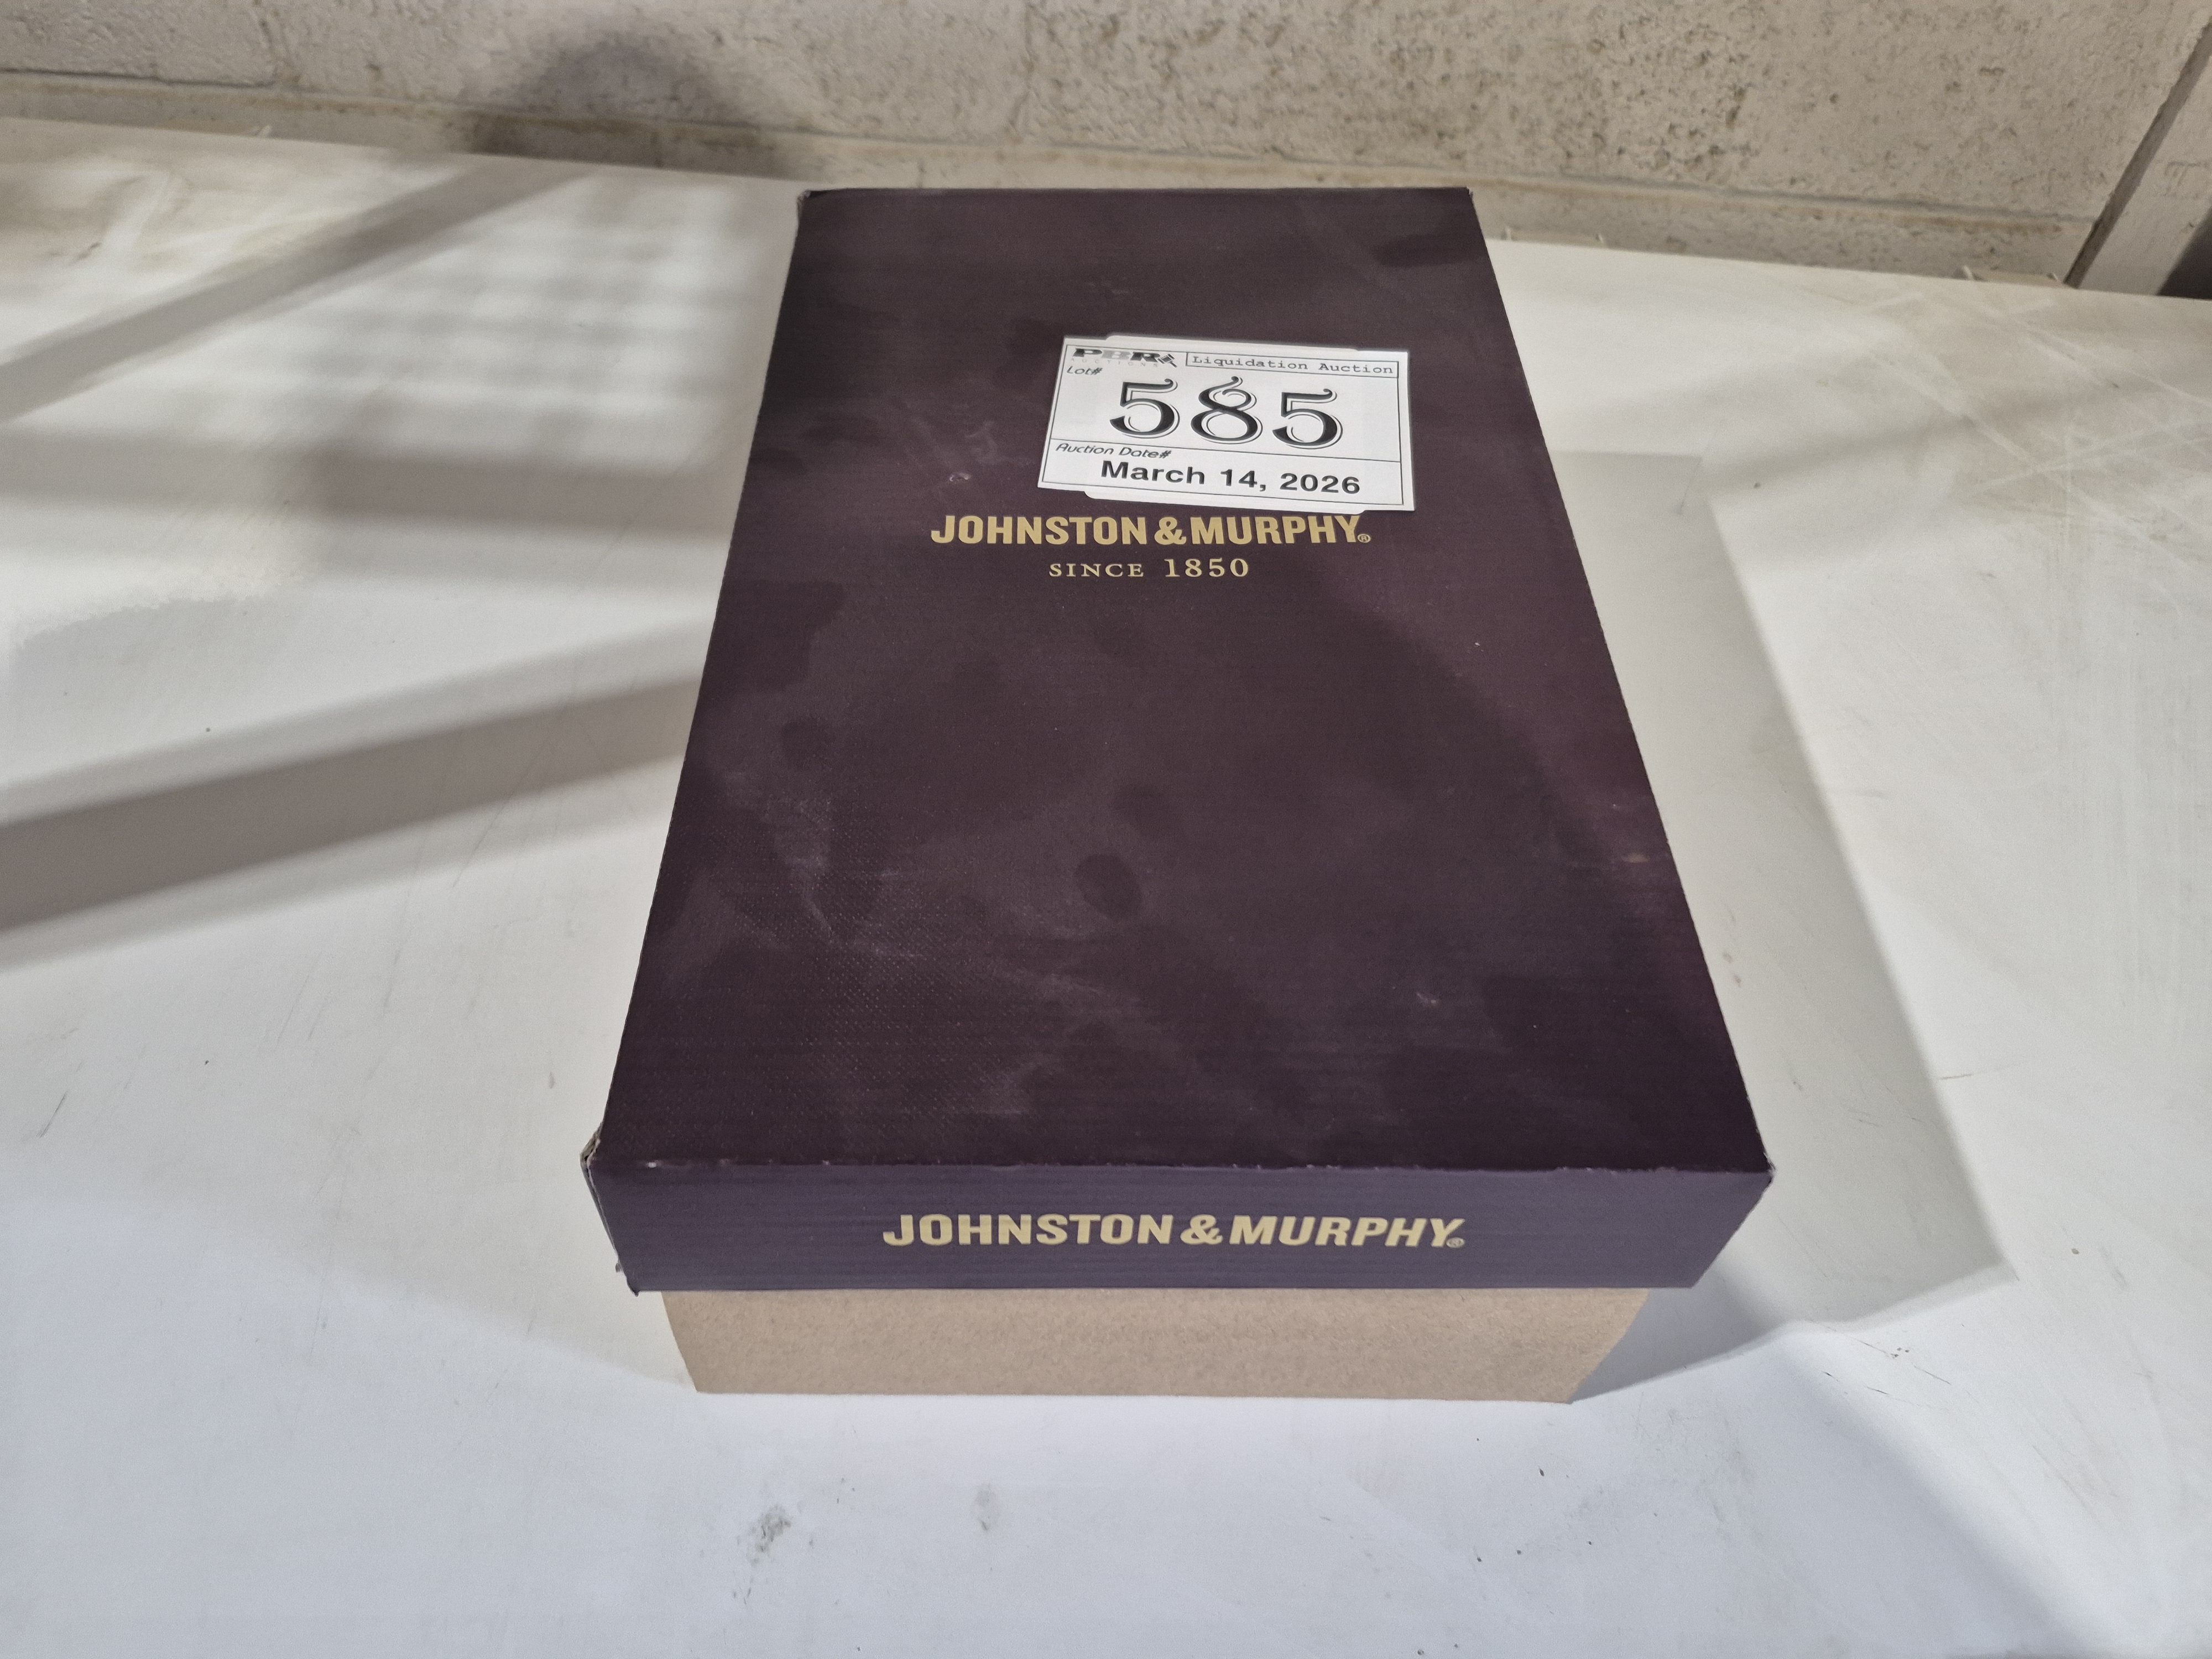 PBR Liquidation Auction
Lot#
585
Auction Date#
March 14, 2026
JOHNSTON & MURPHY®
SINCE 1850
JOHNSTON & MURPHY®